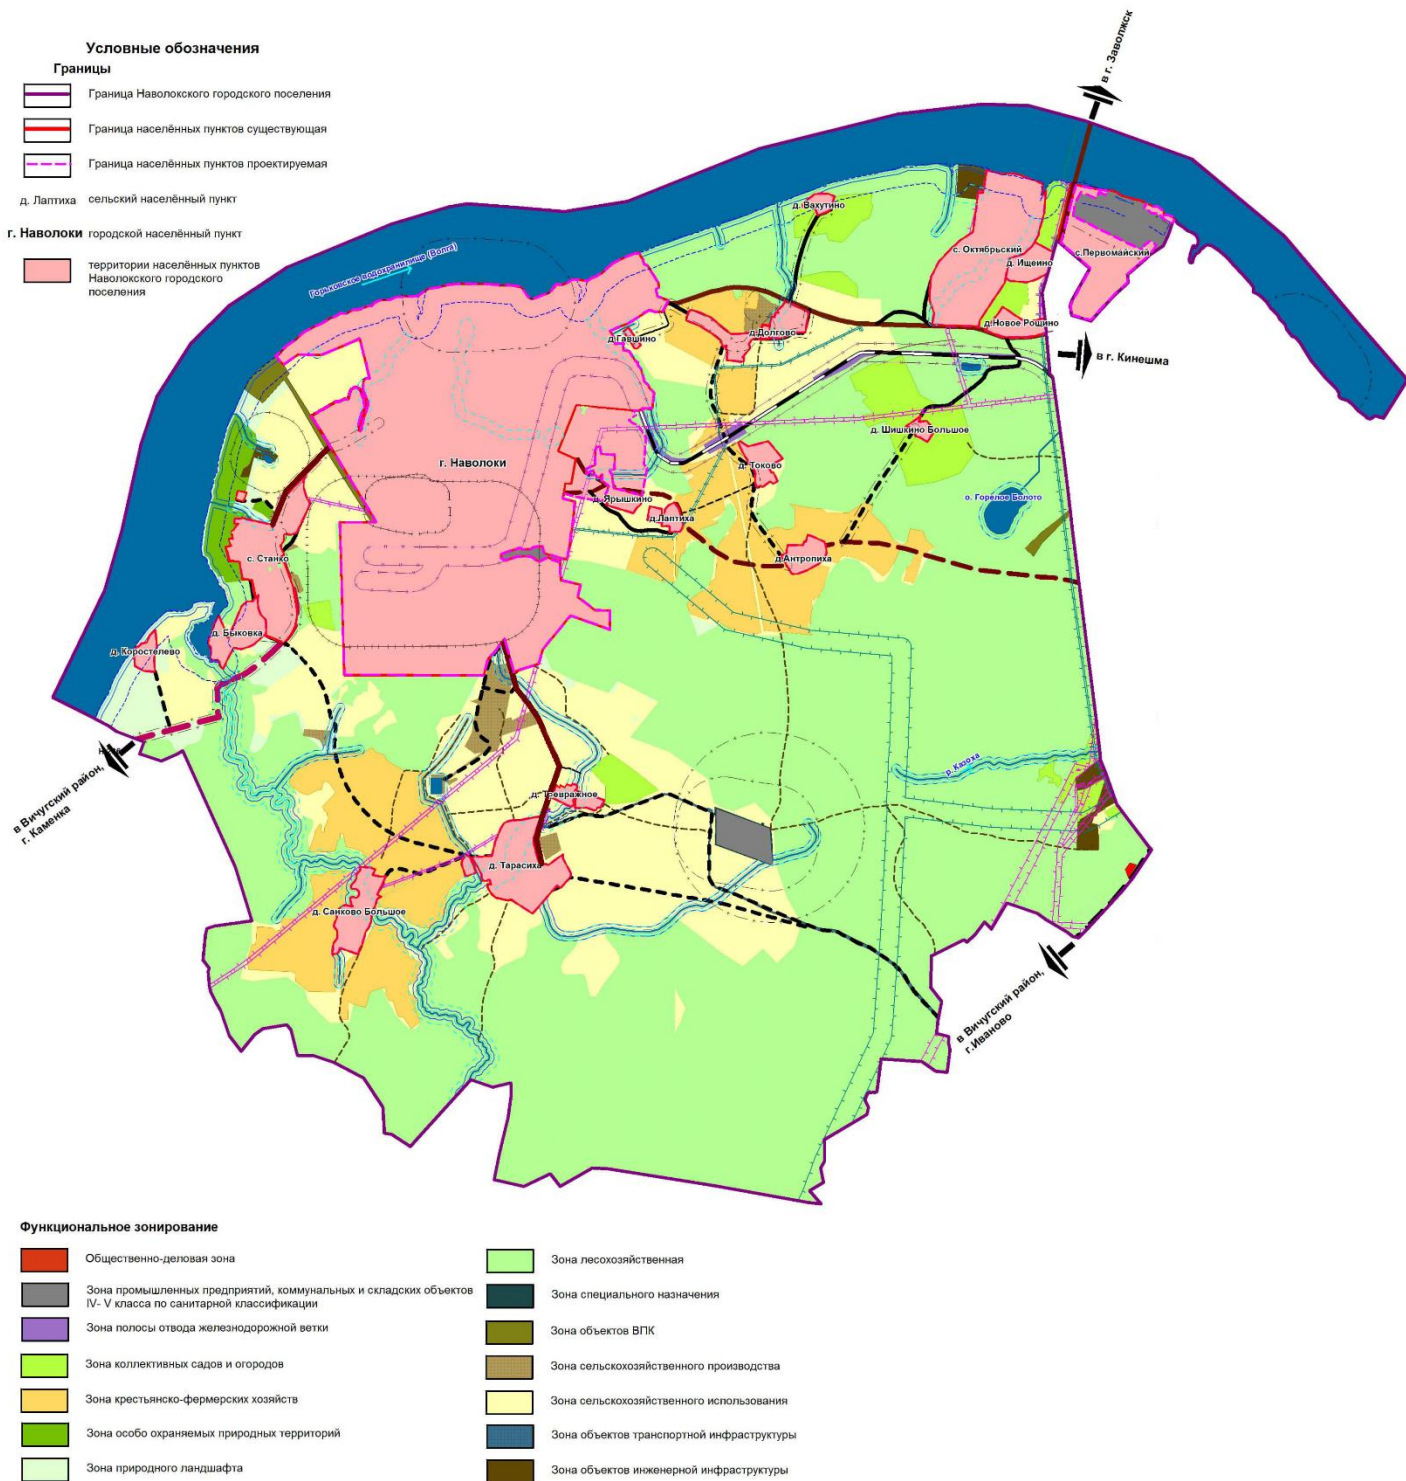 Условные обозначения
Границы
Граница Наволокского городского поселения
Граница населённых пунктов существующая
Граница населённых пунктов проектируемая
д. Лаптиха сельский населённый пункт
г. Наволоки городской населённый пункт
территории населённых пунктов
Наволокского городского
поселения
в г. Заволжск
Горьковское водохранилище (Волга)
д. Вахутино
с. Октябрьский
д. Ищеино
с.Первомайский
д.Новое Рощино
д.Долгово
д.Гавшино
в г. Кинешма
д. Шишкино Большое
г. Наволоки
д. Токово
д. Ярышкино
д.Лаптиха
о. Горелое Болото
с. Станко
д.Антропиха
д. Быковка
д. Коростелево
в Вичугский район,
г. Каменка
р. Казоха
д. Тарасиха
д. Санково Большое
в Вичугский район,
г.Иваново
Функциональное зонирование
Общественно-деловая зона
Зона промышленных предприятий, коммунальных и складских объектов
IV- V класса по санитарной классификации
Зона полосы отвода железнодорожной ветки
Зона коллективных садов и огородов
Зона крестьянско-фермерских хозяйств
Зона особо охраняемых природных территорий
Зона природного ландшафта
Зона лесохозяйственная
Зона специального назначения
Зона объектов ВПК
Зона сельскохозяйственного производства
Зона сельскохозяйственного использования
Зона объектов транспортной инфраструктуры
Зона объектов инженерной инфраструктуры